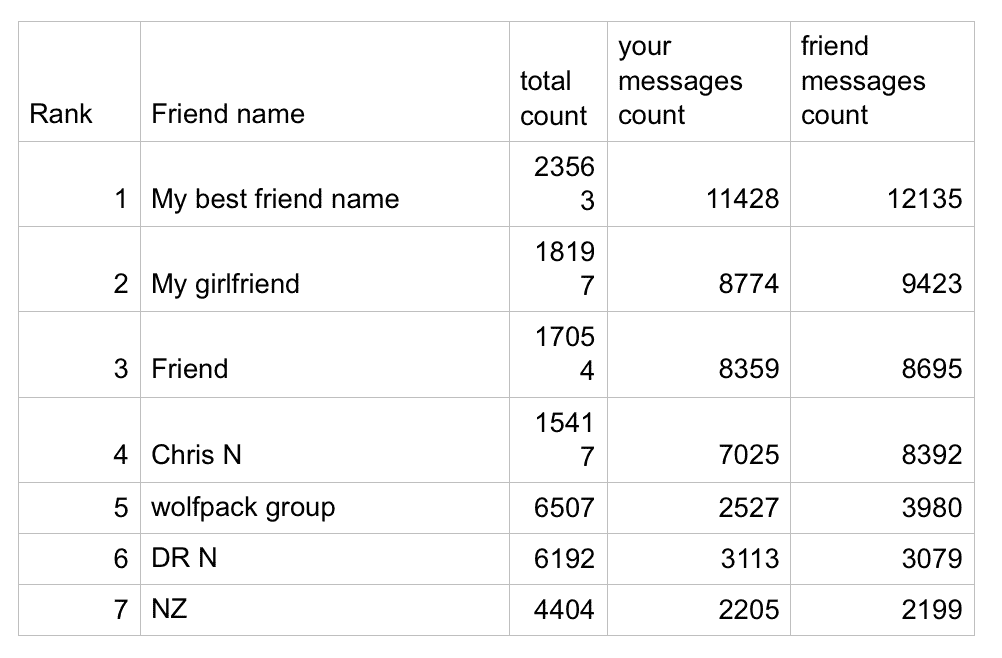 Rank Friend name total count your messages count friend messages count
1 My best friend name 23563 11428 12135
2 My girlfriend 18197 8774 9423
3 Friend 17054 8359 8695
4 Chris N 15417 7025 8392
5 wolfpack group 6507 2527 3980
6 DR N 6192 3113 3079
7 NZ 4404 2205 2199